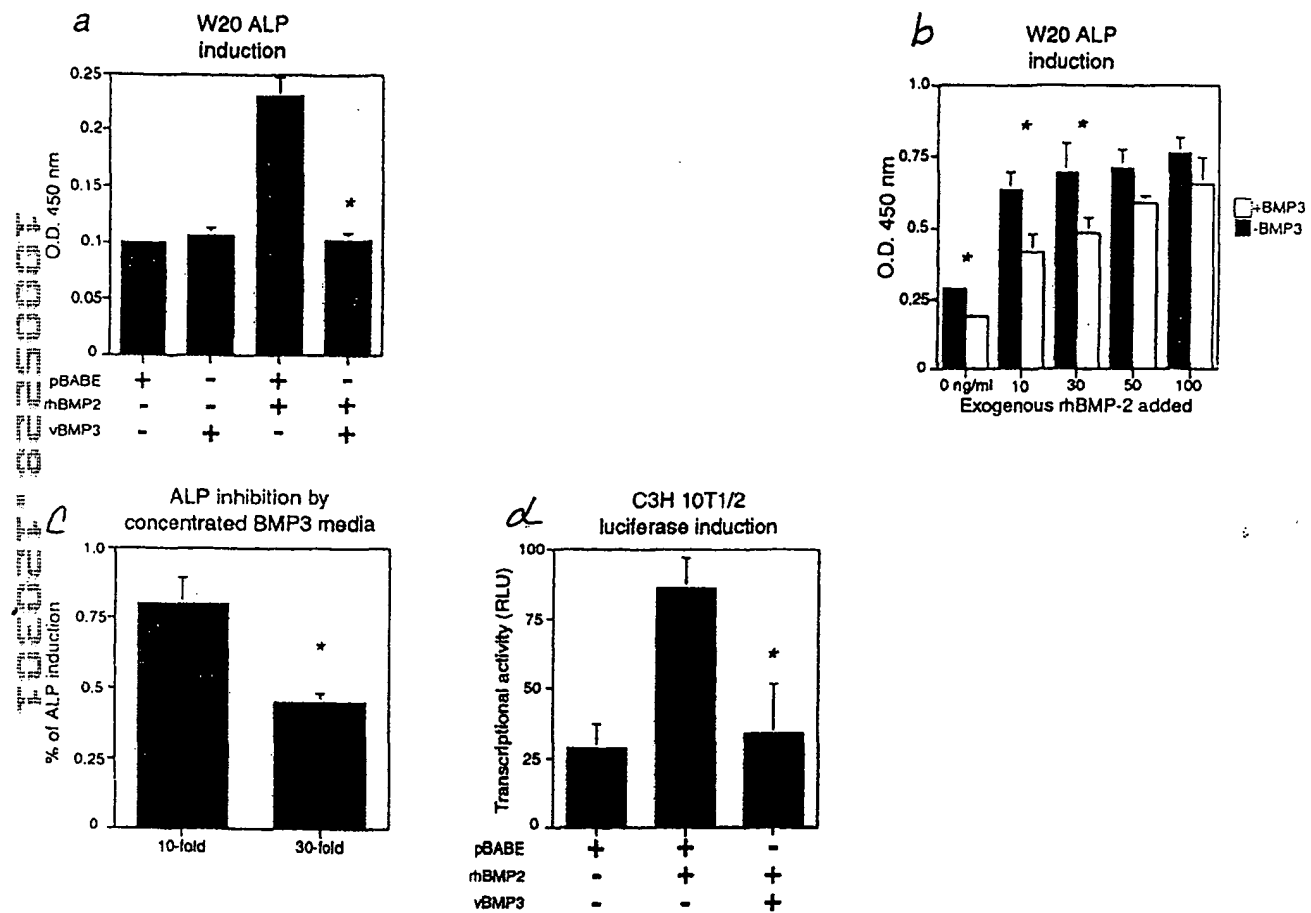 a
W20 ALP
induction
O.D. 450 nm
0.25
0.2
0.15
0.1
0.05
0
*
pBABE + - + -
rhBMP2 - - + +
vBMP3 - + - +
b
W20 ALP
induction
O.D. 450 nm
1.0
0.75
0.5
0.25
0
* * *
0 ng/ml 10 30 50 100
Exogenous rhBMP-2 added
+BMP3
-BMP3
c
ALP inhibition by
concentrated BMP3 media
% of ALP induction
1.0
0.75
0.5
0.25
0
*
10-fold 30-fold
d
C3H 10T1/2
luciferase induction
Transcriptional activity (RLU)
100
75
50
25
0
*
pBABE + + -
rhBMP2 - + +
vBMP3 - - +